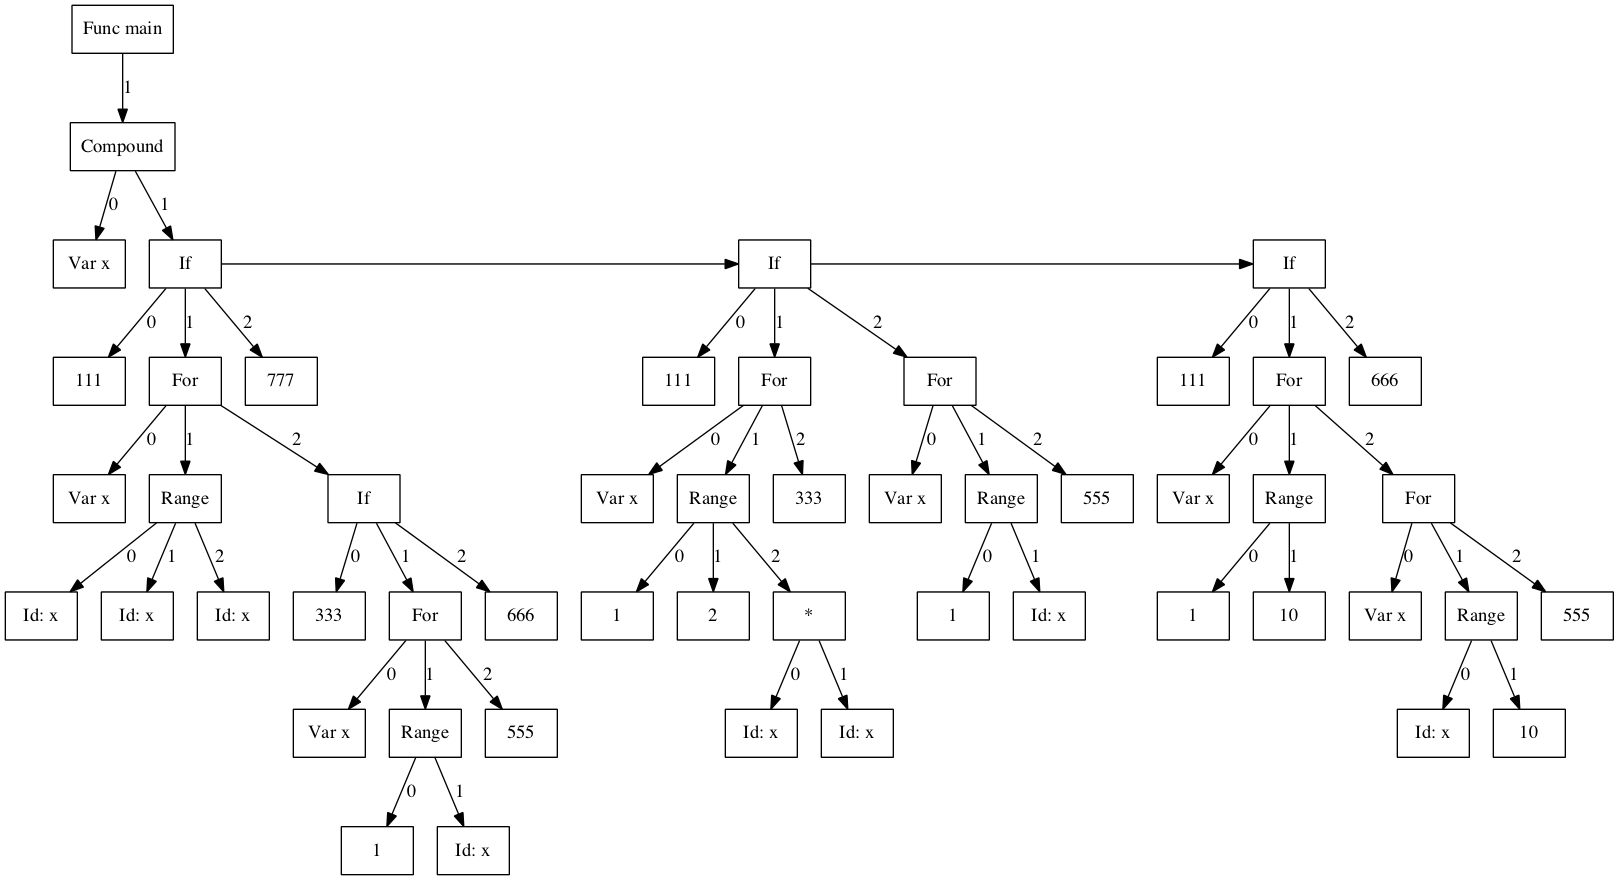 Func main
1
Compound
0 1
Var x If If If
0 1 2 0 1 2 0 1 2
111 For 777 111 For For 111 For 666
0 1 2 0 1 2 0 1 2 0 1 2
Var x Range If Var x Range 333 Var x Range 555 Var x Range For
0 1 2 0 1 2 0 1 2 0 1 0 1 0 1 2
Id: x Id: x Id: x 333 For 666 1 2 * 1 Id: x 1 10 Var x Range 555
0 1 2 0 1 0 1
Var x Range 555 Id: x Id: x Id: x 10
0 1
1 Id: x